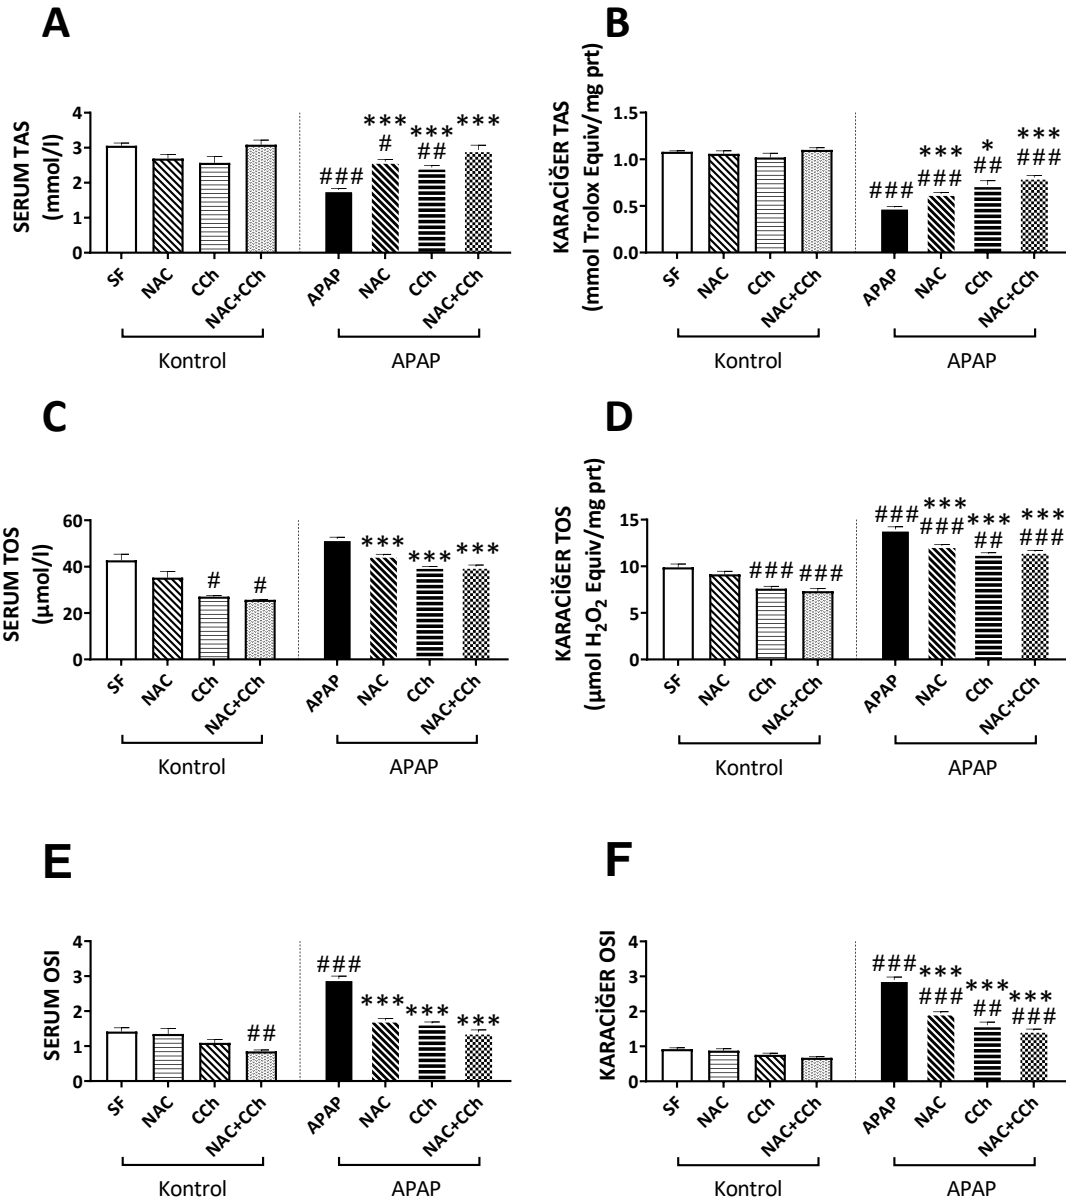 A
SERUM TAS
(mmol/l)
4
3
2
1
0
###
***
#
***
##
***
SF
NAC
CCh
NAC+CCh
APAP
NAC
CCh
NAC+CCh
Kontrol
APAP
B
KARACİĞER TAS
(mmol Trolox Equiv/mg prt)
1.5
1.0
0.5
0.0
###
***
###
*
##
***
###
SF
NAC
CCh
NAC+CCh
APAP
NAC
CCh
NAC+CCh
Kontrol
APAP
C
SERUM TOS
(µmol/l)
60
40
20
0
#
#
***
***
***
SF
NAC
CCh
NAC+CCh
APAP
NAC
CCh
NAC+CCh
Kontrol
APAP
D
KARACİĞER TOS
(µmol H₂O₂ Equiv/mg prt)
15
10
5
0
###
###
###
***
###
***
##
***
###
SF
NAC
CCh
NAC+CCh
APAP
NAC
CCh
NAC+CCh
Kontrol
APAP
E
SERUM OSI
4
3
2
1
0
##
###
***
***
***
SF
NAC
CCh
NAC+CCh
APAP
NAC
CCh
NAC+CCh
Kontrol
APAP
F
KARACİĞER OSI
4
3
2
1
0
###
***
###
***
##
***
###
SF
NAC
CCh
NAC+CCh
APAP
NAC
CCh
NAC+CCh
Kontrol
APAP